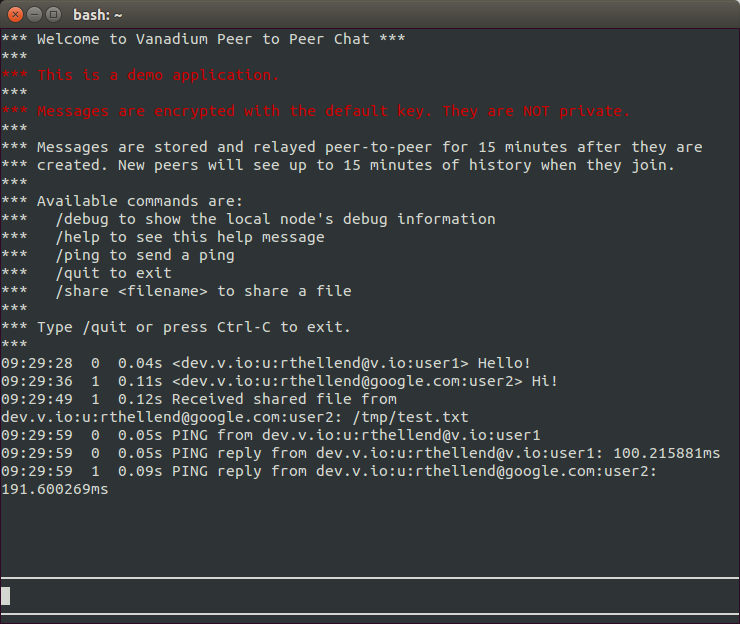 bash: ~
*** Welcome to Vanadium Peer to Peer Chat ***
***
*** This is a demo application.
***
*** Messages are encrypted with the default key. They are NOT private.
***
*** Messages are stored and relayed peer-to-peer for 15 minutes after they are
*** created. New peers will see up to 15 minutes of history when they join.
***
*** Available commands are:
***   /debug to show the local node's debug information
***   /help to see this help message
***   /ping to send a ping
***   /quit to exit
***   /share <filename> to share a file
***
*** Type /quit or press Ctrl-C to exit.
***
09:29:28  0  0.04s <dev.v.io:u:rthellend@v.io:user1> Hello!
09:29:36  1  0.11s <dev.v.io:u:rthellend@google.com:user2> Hi!
09:29:49  1  0.12s Received shared file from
dev.v.io:u:rthellend@google.com:user2: /tmp/test.txt
09:29:59  0  0.05s PING from dev.v.io:u:rthellend@v.io:user1
09:29:59  0  0.05s PING reply from dev.v.io:u:rthellend@v.io:user1: 100.215881ms
09:29:59  1  0.09s PING reply from dev.v.io:u:rthellend@google.com:user2:
191.600269ms